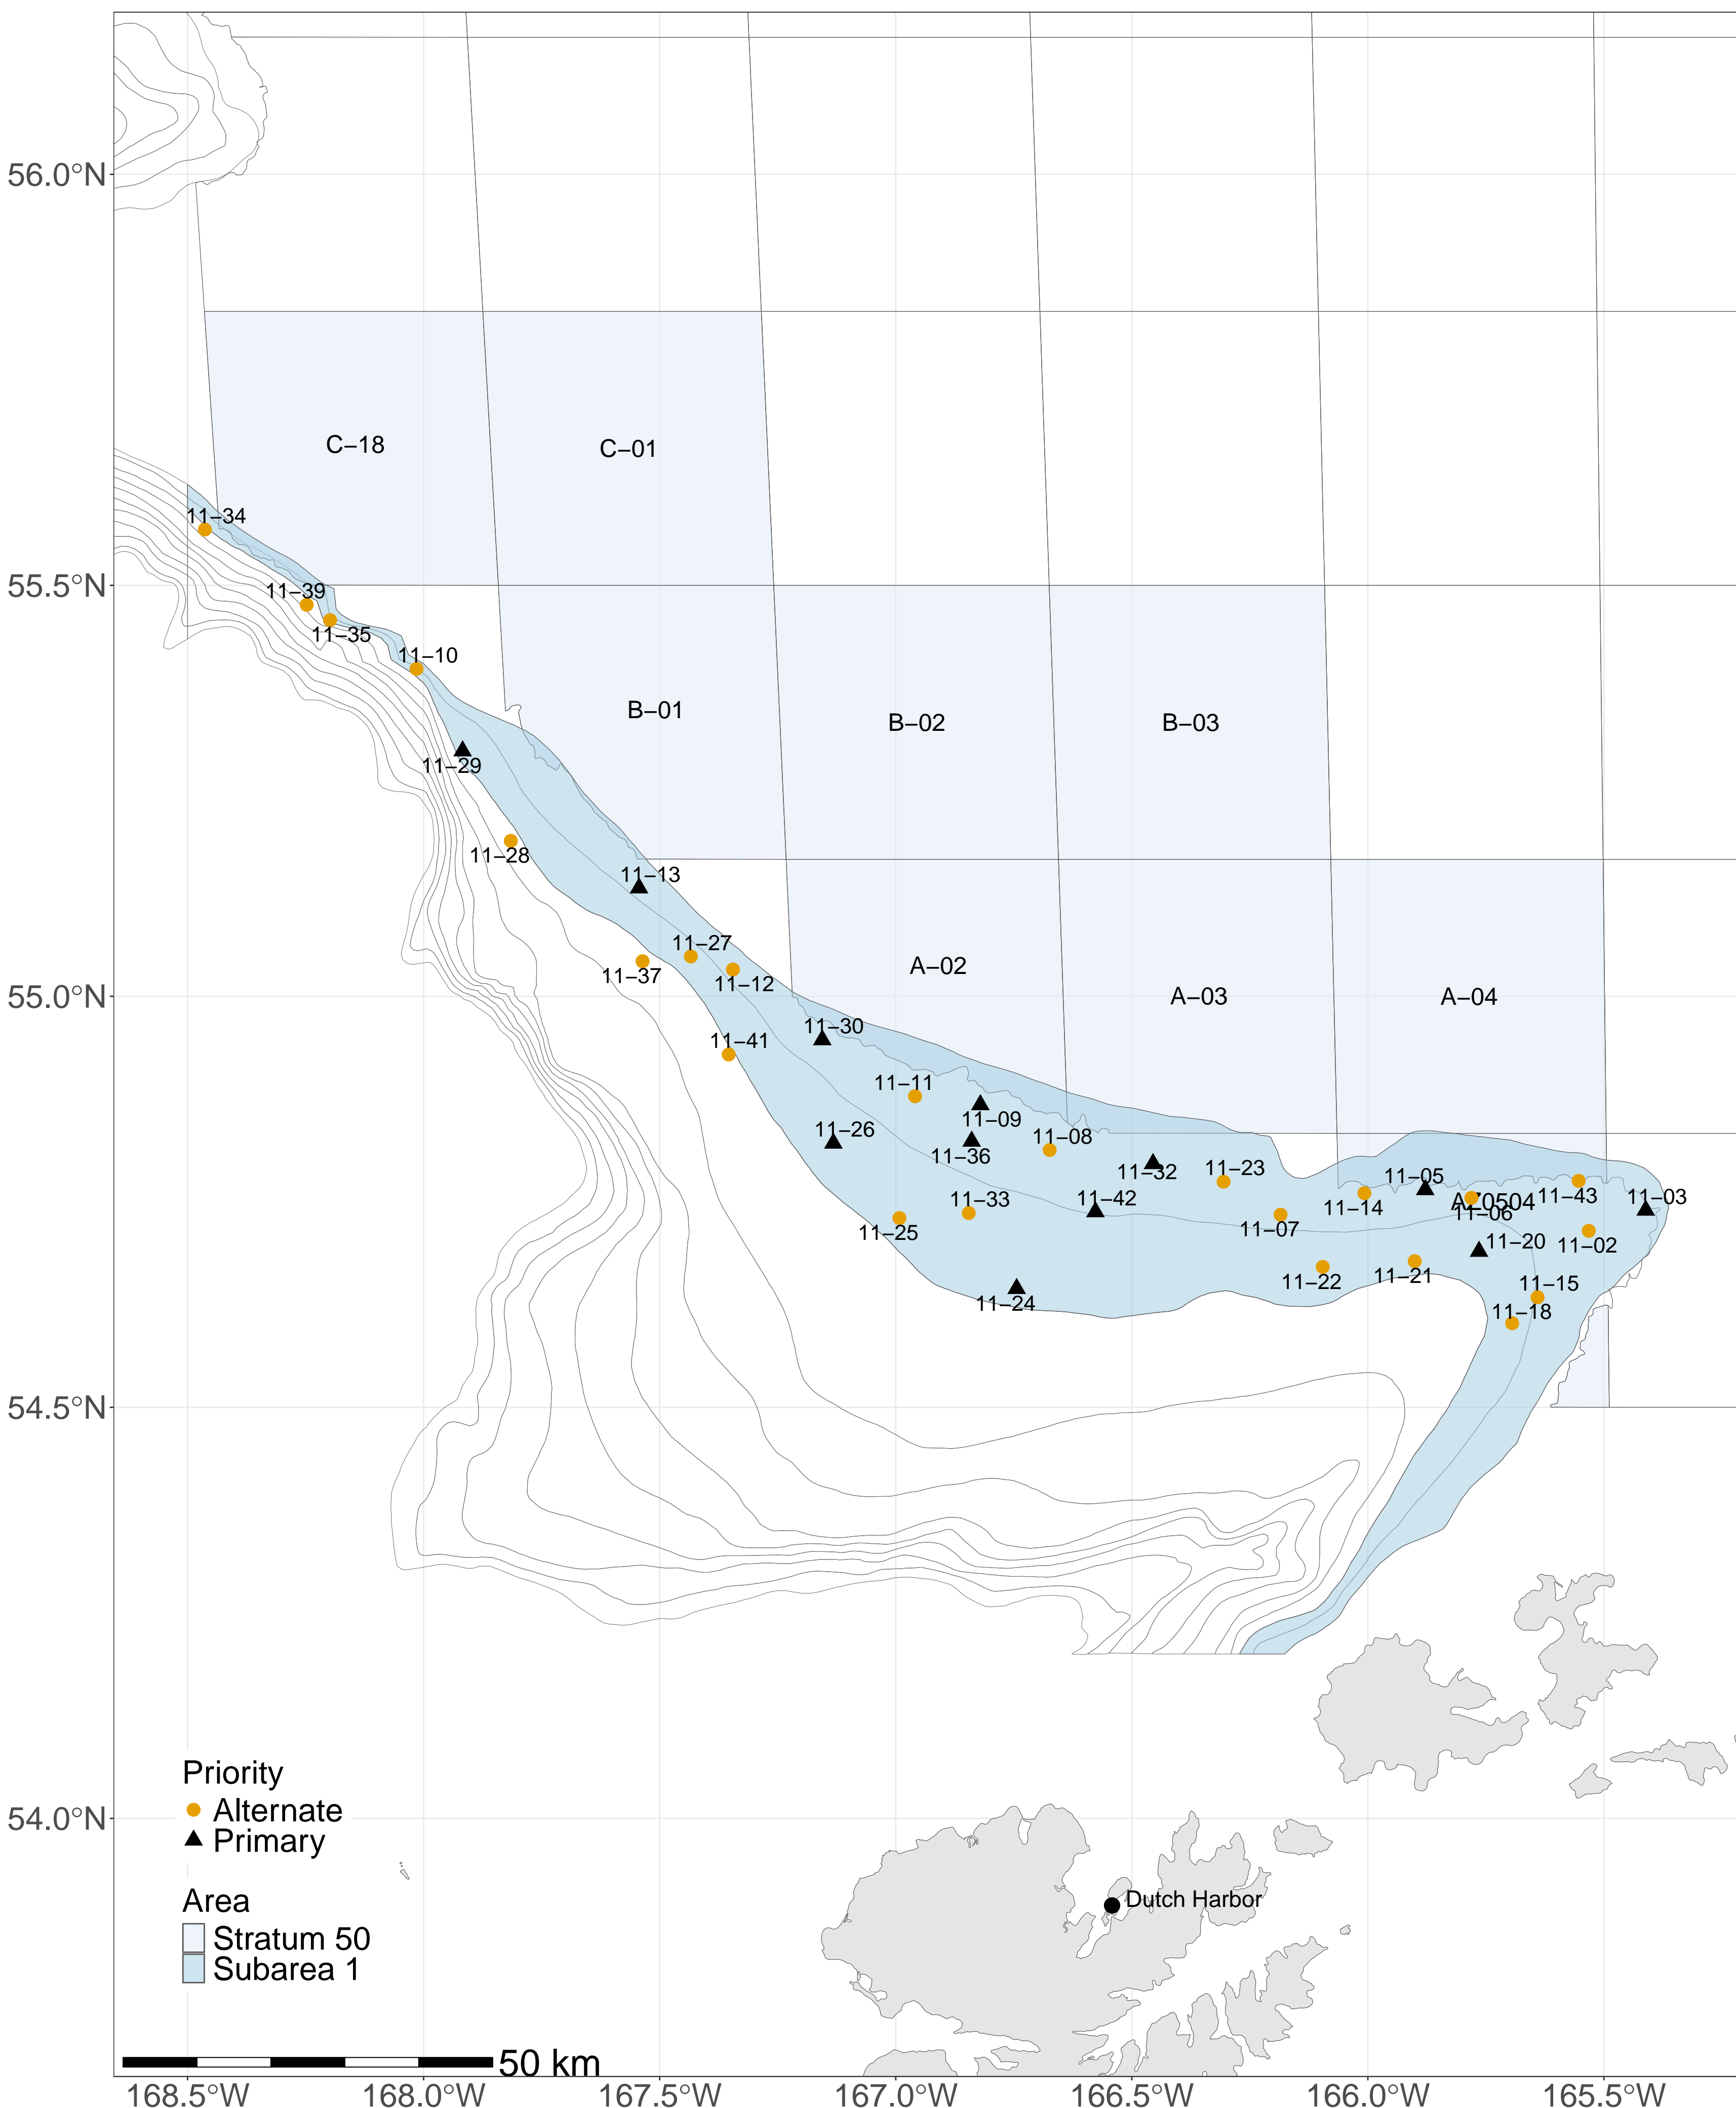 56.0°N
C−18
C−01
11−34
55.5°N
11−39
11−35
11−10
B−01
B−02
B−03
11−29
11−28
11−13
11−27
11−37
11−12
A−02
55.0°N
A−03
A−04
11−30
11−41
11−11
11−09
11−26
11−08
11−36
11−32
11−23
11−05
11−43
11−03
11−33
11−42
11−14
A70504
11−06
11−25
11−07
11−20
11−02
11−22
11−21
11−15
11−24
11−18
54.5°N
Priority
Alternate
54.0°N
Primary
Area
Dutch Harbor
Stratum 50
Subarea 1
50 km
168.5°W
168.0°W
167.5°W
167.0°W
166.5°W
166.0°W
165.5°W